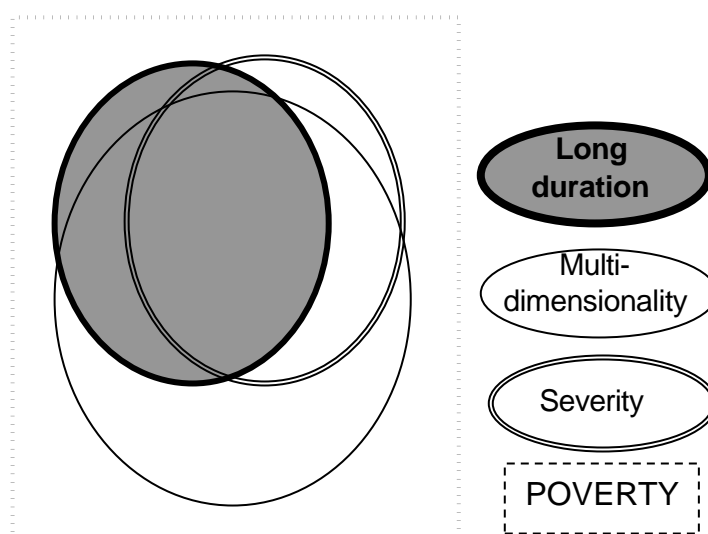 Long
duration
Multi-
dimensionality
Severity
POVERTY